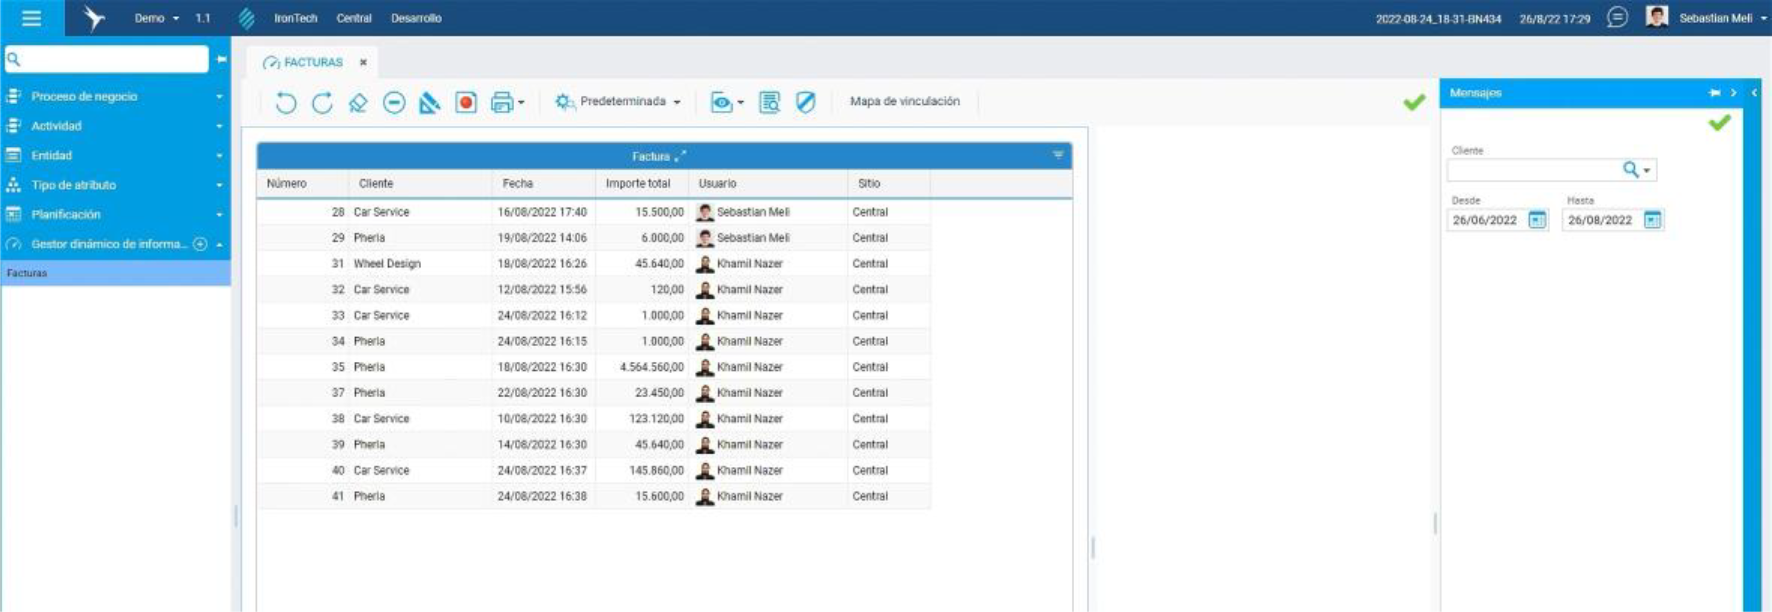 Demo 1.1 IronTech Central Desarrollo 2022-08-24_18-31-BN434 26/8/22 17:29 Sebastian Meli
FACTURAS
Proceso de negocio
Actividad
Entidad
Tipo de atributo
Planificación
Gestor dinámico de informa...
Facturas
Predeterminada Mapa de vinculación
Factura
Número Cliente Fecha Importe total Usuario Sitio
28 Car Service 16/08/2022 17:40 15.500,00 Sebastian Meli Central
29 Pheria 19/08/2022 14:06 6.000,00 Sebastian Meli Central
31 Wheel Design 18/08/2022 16:26 45.640,00 Khamil Nazer Central
32 Car Service 12/08/2022 15:56 120,00 Khamil Nazer Central
33 Car Service 24/08/2022 16:12 1.000,00 Khamil Nazer Central
34 Pheria 24/08/2022 16:15 1.000,00 Khamil Nazer Central
35 Pheria 18/08/2022 16:30 4.564.560,00 Khamil Nazer Central
37 Pheria 22/08/2022 16:30 23.450,00 Khamil Nazer Central
38 Car Service 10/08/2022 16:30 123.120,00 Khamil Nazer Central
39 Pheria 14/08/2022 16:30 45.640,00 Khamil Nazer Central
40 Car Service 24/08/2022 16:37 145.860,00 Khamil Nazer Central
41 Pheria 24/08/2022 16:38 15.600,00 Khamil Nazer Central
Mensajes
Cliente
Desde Hasta
26/06/2022 26/08/2022